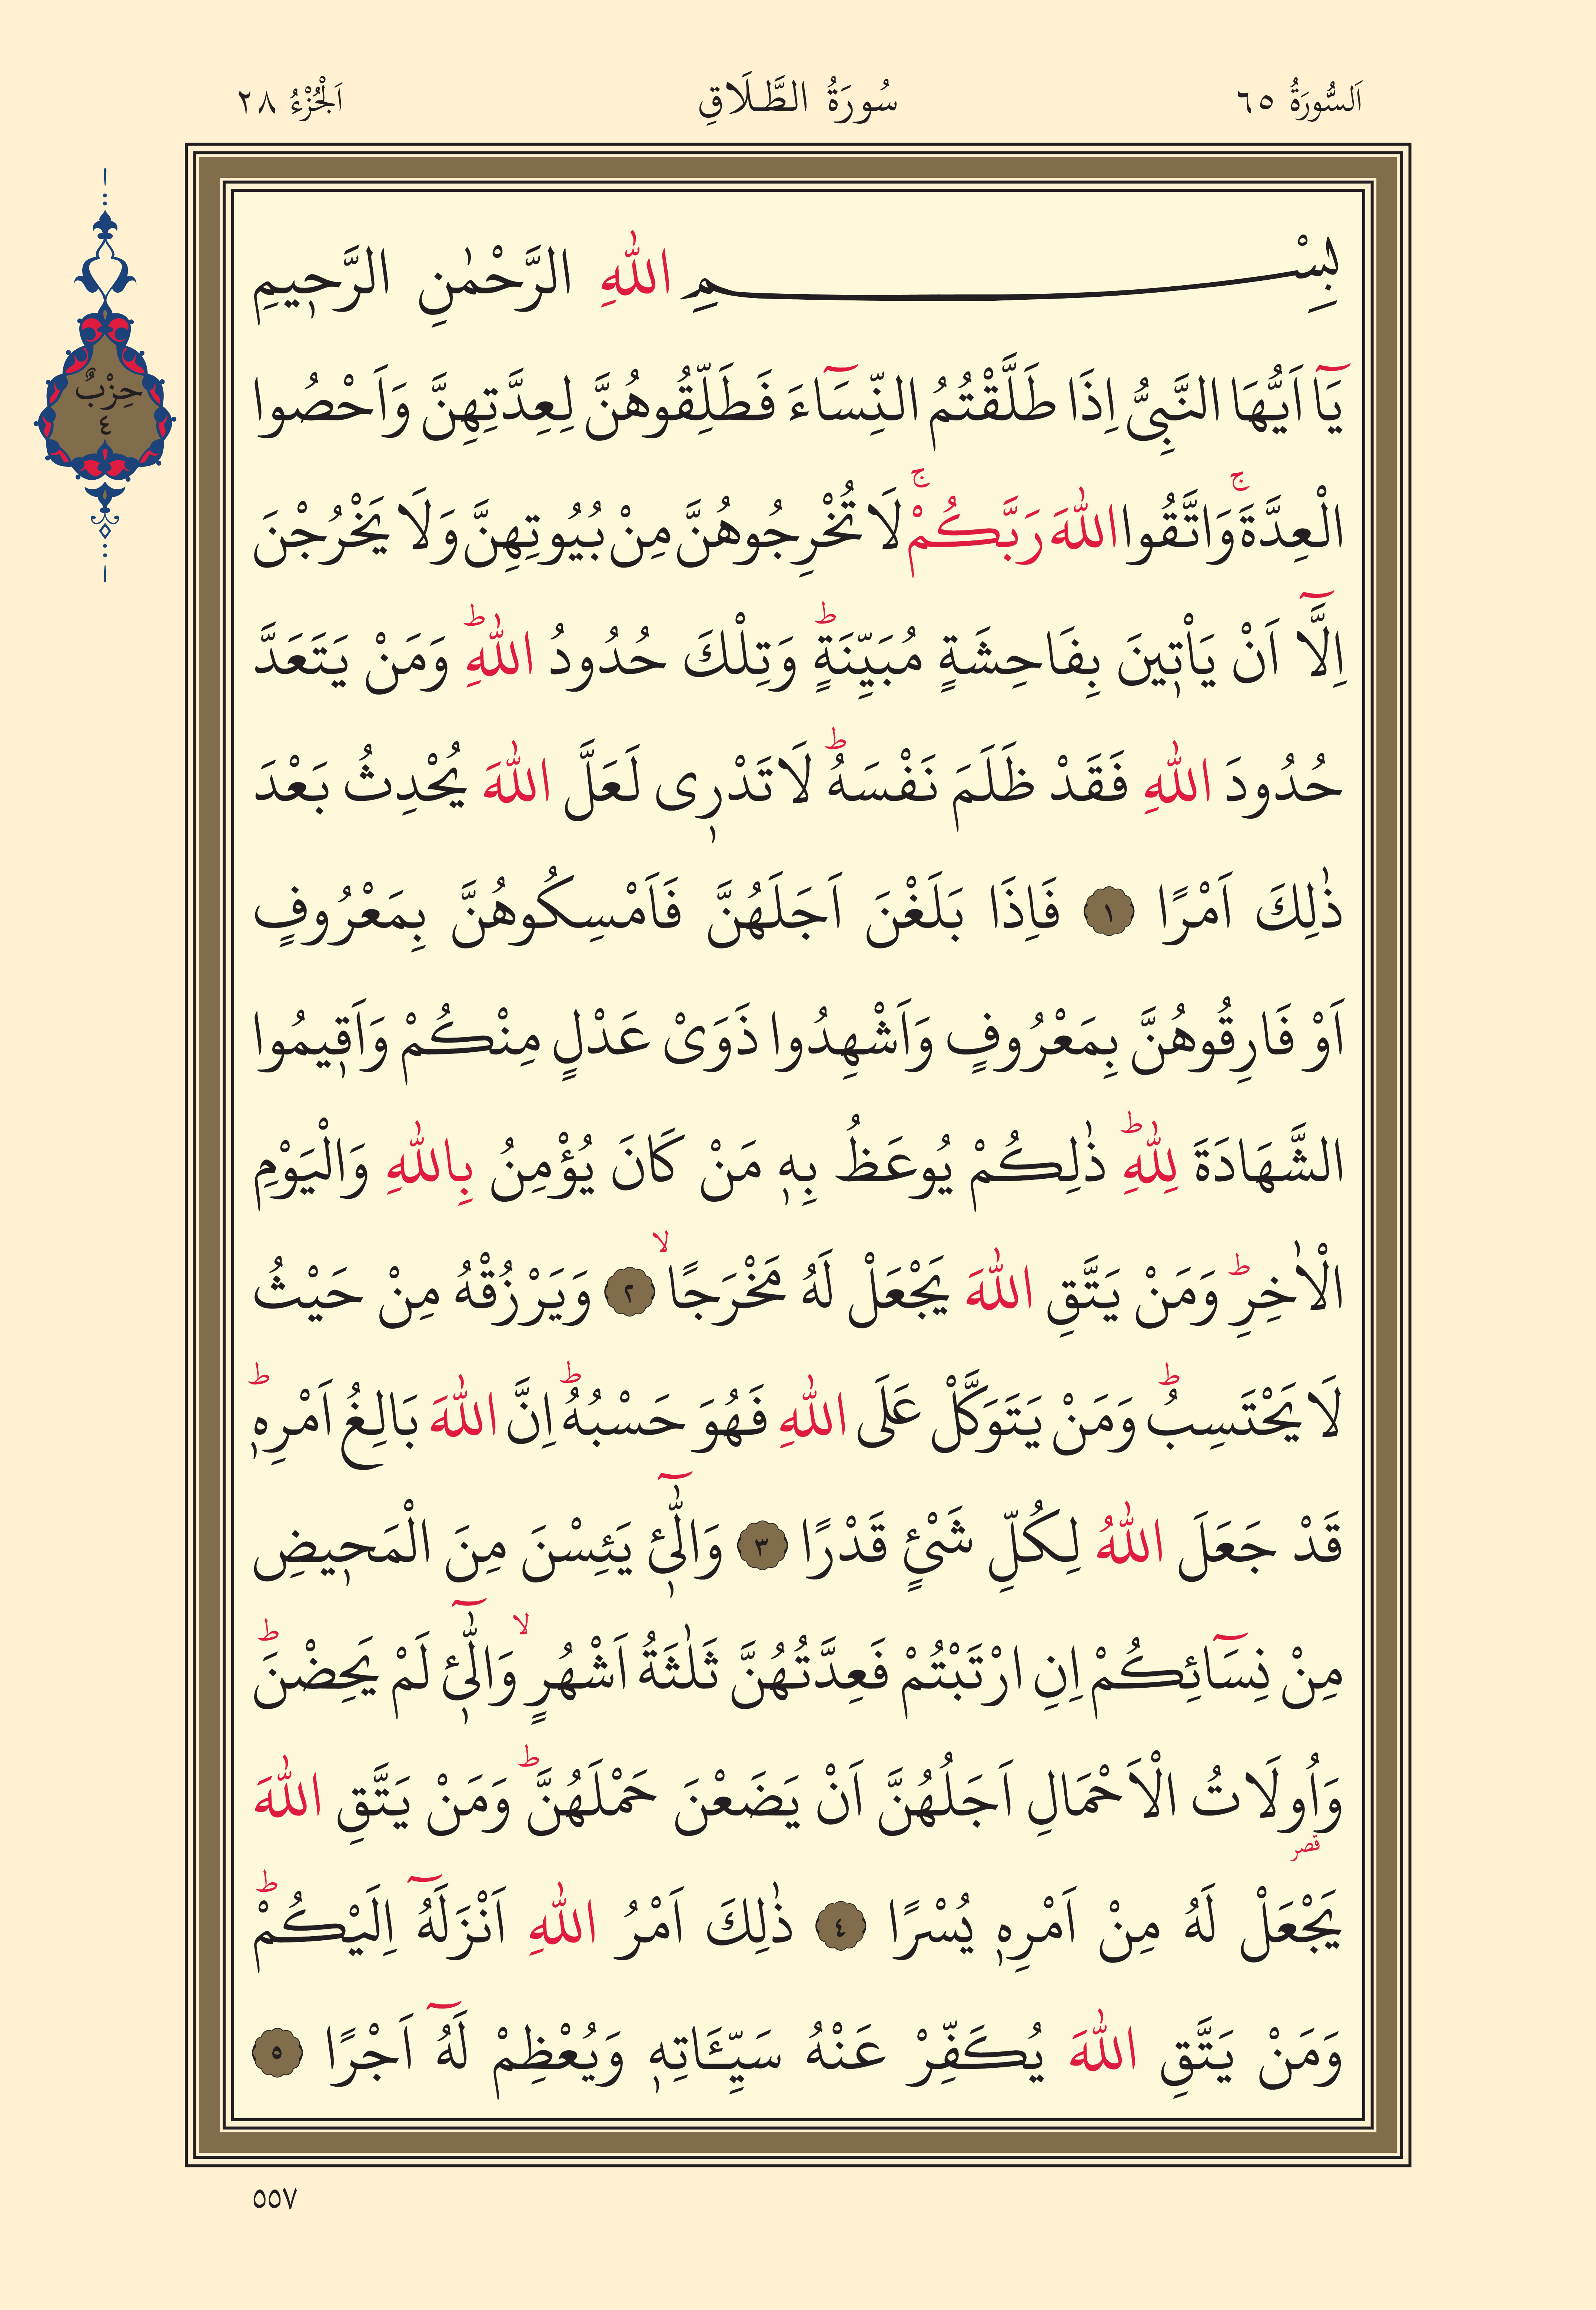 اَلسُّورَةُ ٦٥ سُورَةُ الطَّلَاقِ اَلْجُزْءُ ٢٨
حِزْبٌ
٤
بِسْمِ اللّٰهِ الرَّحْمٰنِ الرَّح۪يمِ
يَٓا اَيُّهَا النَّبِيُّ اِذَا طَلَّقْتُمُ النِّسَٓاءَ فَطَلِّقُوهُنَّ لِعِدَّتِهِنَّ وَاَحْصُوا
الْعِدَّةَۚ وَاتَّقُوا اللّٰهَ رَبَّكُمْۚ لَا تُخْرِجُوهُنَّ مِنْ بُيُوتِهِنَّ وَلَا يَخْرُجْنَ
اِلَّٓا اَنْ يَأْت۪ينَ بِفَاحِشَةٍ مُبَيِّنَةٍۜ وَتِلْكَ حُدُودُ اللّٰهِۜ وَمَنْ يَتَعَدَّ
حُدُودَ اللّٰهِ فَقَدْ ظَلَمَ نَفْسَهُۜ لَا تَدْر۪ى لَعَلَّ اللّٰهَ يُحْدِثُ بَعْدَ
ذٰلِكَ اَمْرًا ١ فَاِذَا بَلَغْنَ اَجَلَهُنَّ فَاَمْسِكُوهُنَّ بِمَعْرُوفٍ
اَوْ فَارِقُوهُنَّ بِمَعْرُوفٍ وَاَشْهِدُوا ذَوَىْ عَدْلٍ مِنْكُمْ وَاَق۪يمُوا
الشَّهَادَةَ لِلّٰهِۜ ذٰلِكُمْ يُوعَظُ بِه۪ مَنْ كَانَ يُؤْمِنُ بِاللّٰهِ وَالْيَوْمِ
الْاٰخِرِۜ وَمَنْ يَتَّقِ اللّٰهَ يَجْعَلْ لَهُ مَخْرَجًاۙ ٢ وَيَرْزُقْهُ مِنْ حَيْثُ
لَا يَحْتَسِبُۜ وَمَنْ يَتَوَكَّلْ عَلَى اللّٰهِ فَهُوَ حَسْبُهُۜ اِنَّ اللّٰهَ بَالِغُ اَمْرِه۪ۜ
قَدْ جَعَلَ اللّٰهُ لِكُلِّ شَىْئٍ قَدْرًا ٣ وَالّٰٓـ۪ٔى يَئِسْنَ مِنَ الْمَح۪يضِ
مِنْ نِسَٓائِكُمْ اِنِ ارْتَبْتُمْ فَعِدَّتُهُنَّ ثَلٰثَةُ اَشْهُرٍۙ وَالّٰٓـ۪ٔى لَمْ يَحِضْنَۜ
وَاُولَاتُ الْاَحْمَالِ اَجَلُهُنَّ اَنْ يَضَعْنَ حَمْلَهُنَّۜ وَمَنْ يَتَّقِ اللّٰهَ
قصر
يَجْعَلْ لَهُ مِنْ اَمْرِه۪ يُسْرًا ٤ ذٰلِكَ اَمْرُ اللّٰهِ اَنْزَلَهُٓ اِلَيْكُمْۜ
وَمَنْ يَتَّقِ اللّٰهَ يُكَفِّرْ عَنْهُ سَيِّـَٔاتِه۪ وَيُعْظِمْ لَهُٓ اَجْرًا ٥
٥٥٧